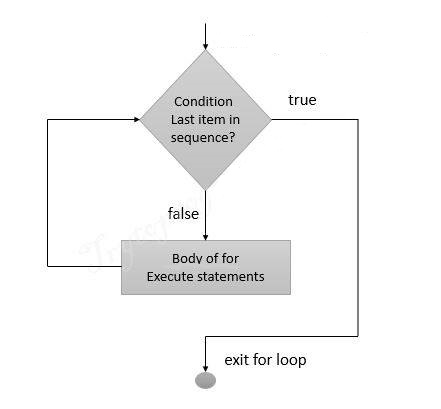 Condition
Last item in
sequence?
true
false
Body of for
Execute statements
exit for loop